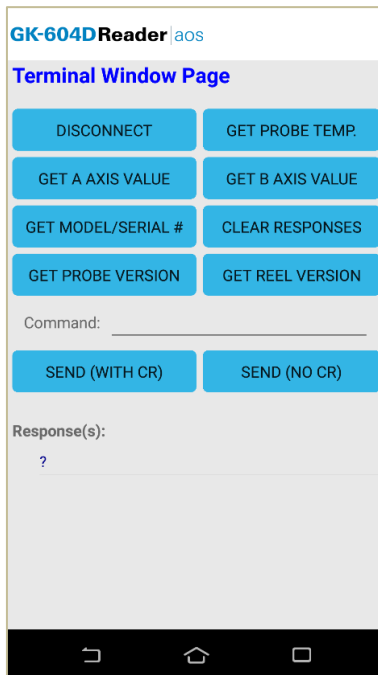 GK-604DReader|aos
Terminal Window Page
DISCONNECT GET PROBE TEMP.
GET A AXIS VALUE GET B AXIS VALUE
GET MODEL/SERIAL # CLEAR RESPONSES
GET PROBE VERSION GET REEL VERSION
Command:
SEND (WITH CR) SEND (NO CR)
Response(s):
?